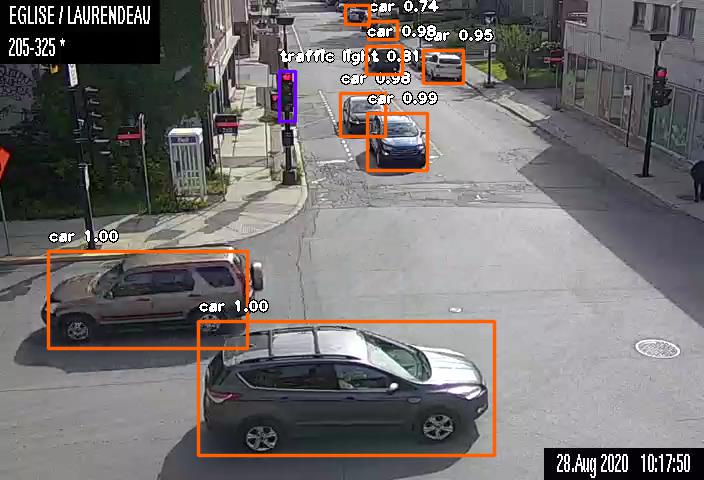 EGLISE / LAURENDEAU
205-325 *
car 0.74
car 0.98
car 0.95
traffic light 0.81
car 0.98
car 0.99
car 1.00
car 1.00
28.Aug 2020 10:17:50